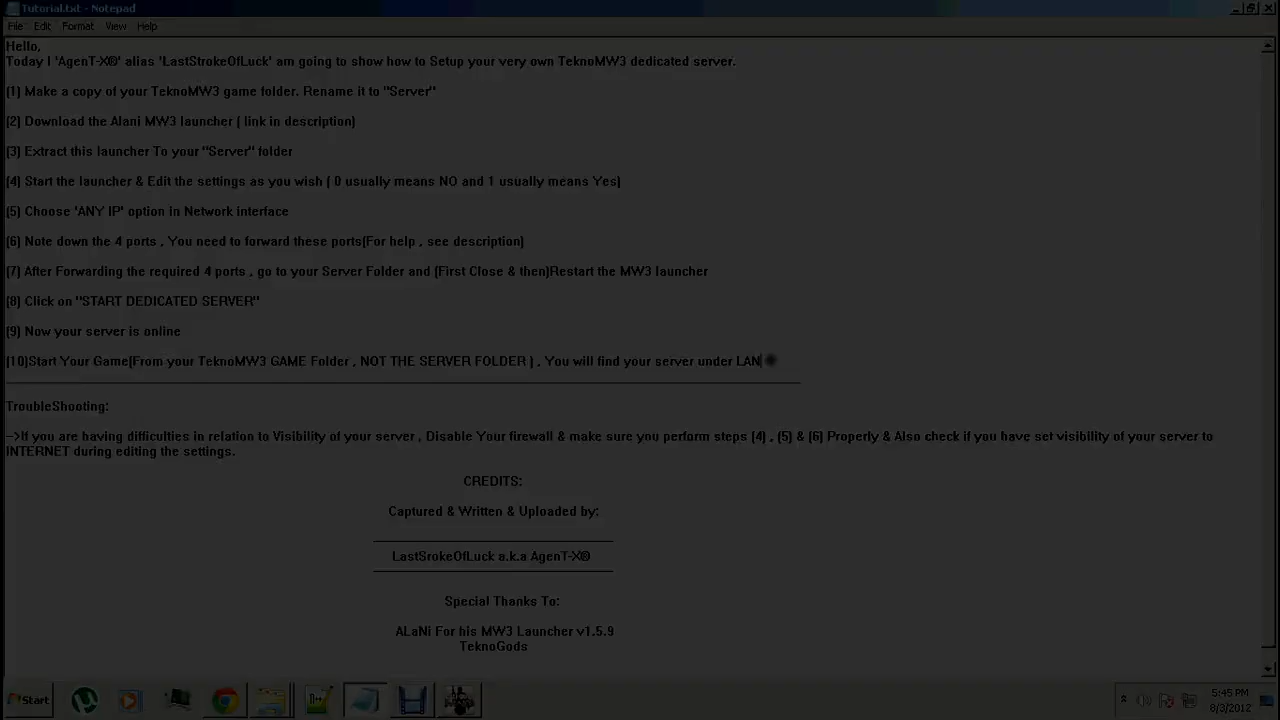 Tutorial.txt - Notepad
File Edit Format View Help
Hello,
Today I 'AgenT-X®' alias 'LastStrokeOfLuck' am going to show how to Setup your very own TeknoMW3 dedicated server.
(1) Make a copy of your TeknoMW3 game folder. Rename it to "Server"
(2) Download the Alani MW3 launcher ( link in description)
(3) Extract this launcher To your "Server" folder
(4) Start the launcher & Edit the settings as you wish ( 0 usually means NO and 1 usually means Yes)
(5) Choose 'ANY IP' option in Network interface
(6) Note down the 4 ports , You need to forward these ports(For help , see description)
(7) After Forwarding the required 4 ports , go to your Server Folder and (First Close & then)Restart the MW3 launcher
(8) Click on "START DEDICATED SERVER"
(9) Now your server is online
(10)Start Your Game(From your TeknoMW3 GAME Folder , NOT THE SERVER FOLDER ) , You will find your server under LAN
TroubleShooting:
-->If you are having difficulties in relation to Visibility of your server , Disable Your firewall & make sure you perform steps (4) , (5) & (6) Properly & Also check if you have set visibility of your server to
INTERNET during editing the settings.
CREDITS:
Captured & Written & Uploaded by:
LastSrokeOfLuck a.k.a AgenT-X®
Special Thanks To:
ALaNi For his MW3 Launcher v1.5.9
TeknoGods
Start
5:45 PM
8/3/2012